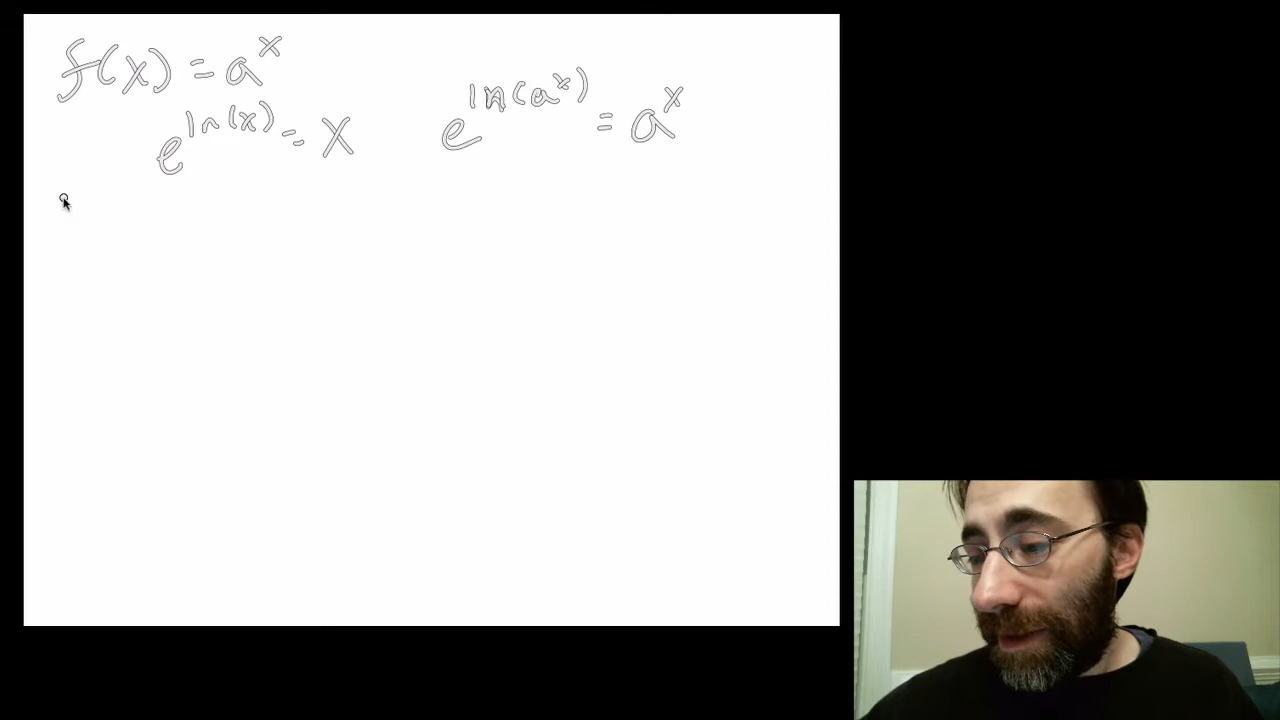 f(x) = a^x
e^ln(x) = x
e^ln(a^x) = a^x